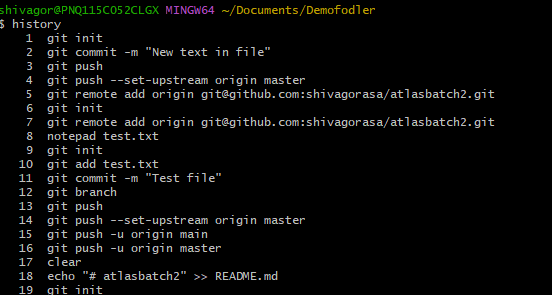 shivagor@PNQ115CO52CLGX MINGW64 ~/Documents/Demofodler
$ history
1 git init
2 git commit -m "New text in file"
3 git push
4 git push --set-upstream origin master
5 git remote add origin git@github.com:shivagorasa/atlasbatch2.git
6 git init
7 git remote add origin git@github.com:shivagorasa/atlasbatch2.git
8 notepad test.txt
9 git init
10 git add test.txt
11 git commit -m "Test file"
12 git branch
13 git push
14 git push --set-upstream origin master
15 git push -u origin main
16 git push -u origin master
17 clear
18 echo "# atlasbatch2" >> README.md
19 git init